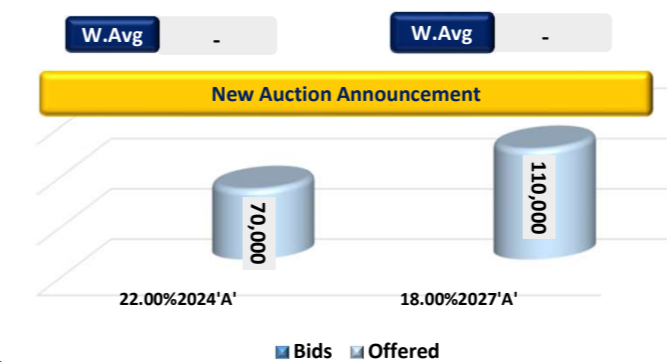 W.Avg - W.Avg -
New Auction Announcement
70,000
110,000
22.00%2024'A' 18.00%2027'A'
Bids Offered